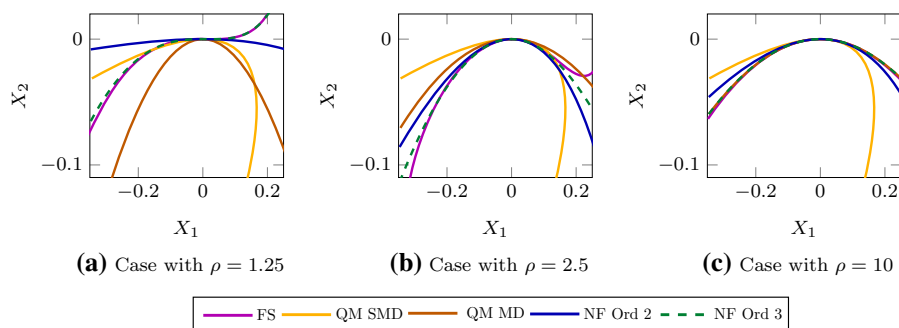 0
−0.1
X2
−0.2 0 0.2
X1
(a) Case with ρ = 1.25
0
−0.1
X2
−0.2 0 0.2
X1
(b) Case with ρ = 2.5
0
−0.1
X2
−0.2 0 0.2
X1
(c) Case with ρ = 10
FS QM SMD QM MD NF Ord 2 NF Ord 3